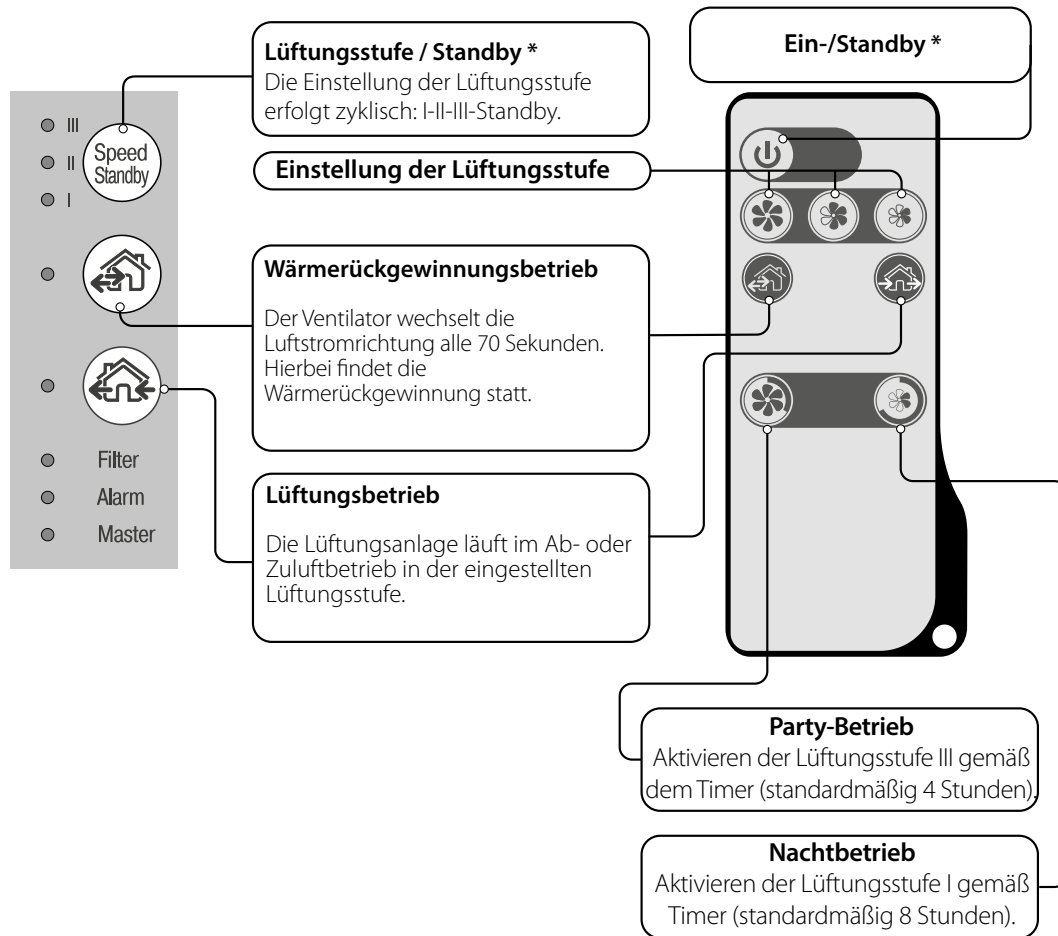 Lüftungsstufe / Standby *
Die Einstellung der Lüftungsstufe
erfolgt zyklisch: I-II-III-Standby.
Ein-/Standby *
III
II
I
Speed
Standby
Einstellung der Lüftungsstufe
Wärmerückgewinnungsbetrieb
Der Ventilator wechselt die
Luftstromrichtung alle 70 Sekunden.
Hierbei findet die
Wärmerückgewinnung statt.
Filter
Alarm
Master
Lüftungsbetrieb
Die Lüftungsanlage läuft im Ab- oder
Zuluftbetrieb in der eingestellten
Lüftungsstufe.
Party-Betrieb
Aktivieren der Lüftungsstufe III gemäß
dem Timer (standardmäßig 4 Stunden).
Nachtbetrieb
Aktivieren der Lüftungsstufe I gemäß
Timer (standardmäßig 8 Stunden).